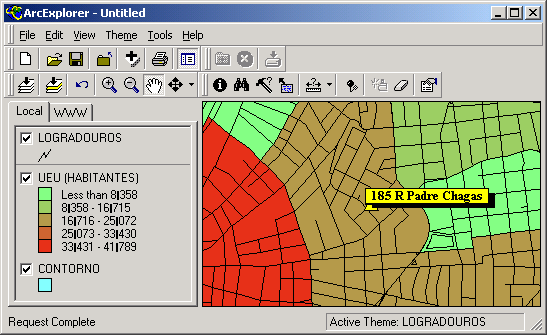 ArcExplorer - Untitled
File Edit View Theme Tools Help
Local WWW
LOGRADOUROS
UEU (HABITANTES)
Less than 8|358
8|358 - 16|715
16|716 - 25|072
25|073 - 33|430
33|431 - 41|789
CONTORNO
185 R Padre Chagas
Request Complete
Active Theme: LOGRADOUROS